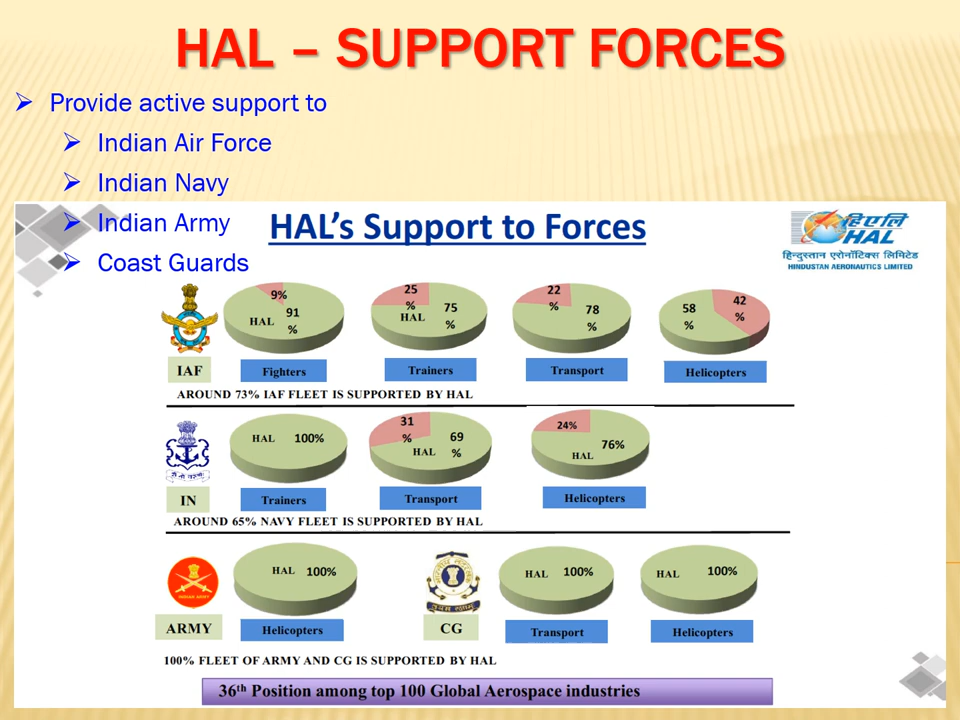 HAL – SUPPORT FORCES
Provide active support to
Indian Air Force
Indian Navy
Indian Army
Coast Guards
HAL's Support to Forces
हिएलि
HAL
हिन्दुस्तान एरोनॉटिक्स लिमिटेड
HINDUSTAN AERONAUTICS LIMITED
9%
HAL 91 %
25 %
HAL 75 %
22 %
78 %
58 %
42 %
IAF
Fighters
Trainers
Transport
Helicopters
AROUND 73% IAF FLEET IS SUPPORTED BY HAL
HAL 100%
31 %
HAL 69 %
24%
HAL 76%
IN
Trainers
Transport
Helicopters
AROUND 65% NAVY FLEET IS SUPPORTED BY HAL
INDIAN ARMY
HAL 100%
HAL 100%
HAL 100%
ARMY
Helicopters
CG
Transport
Helicopters
100% FLEET OF ARMY AND CG IS SUPPORTED BY HAL
36th Position among top 100 Global Aerospace industries